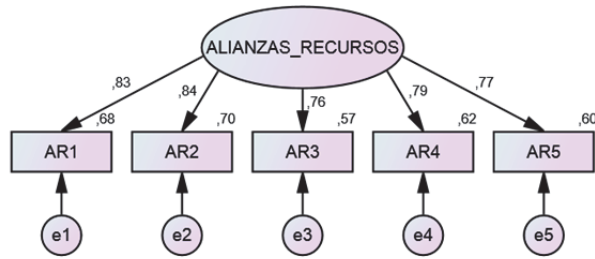 ALIANZAS_RECURSOS
,83 ,84 ,76 ,79 ,77
,68 ,70 ,57 ,62 ,60
AR1 AR2 AR3 AR4 AR5
e1 e2 e3 e4 e5